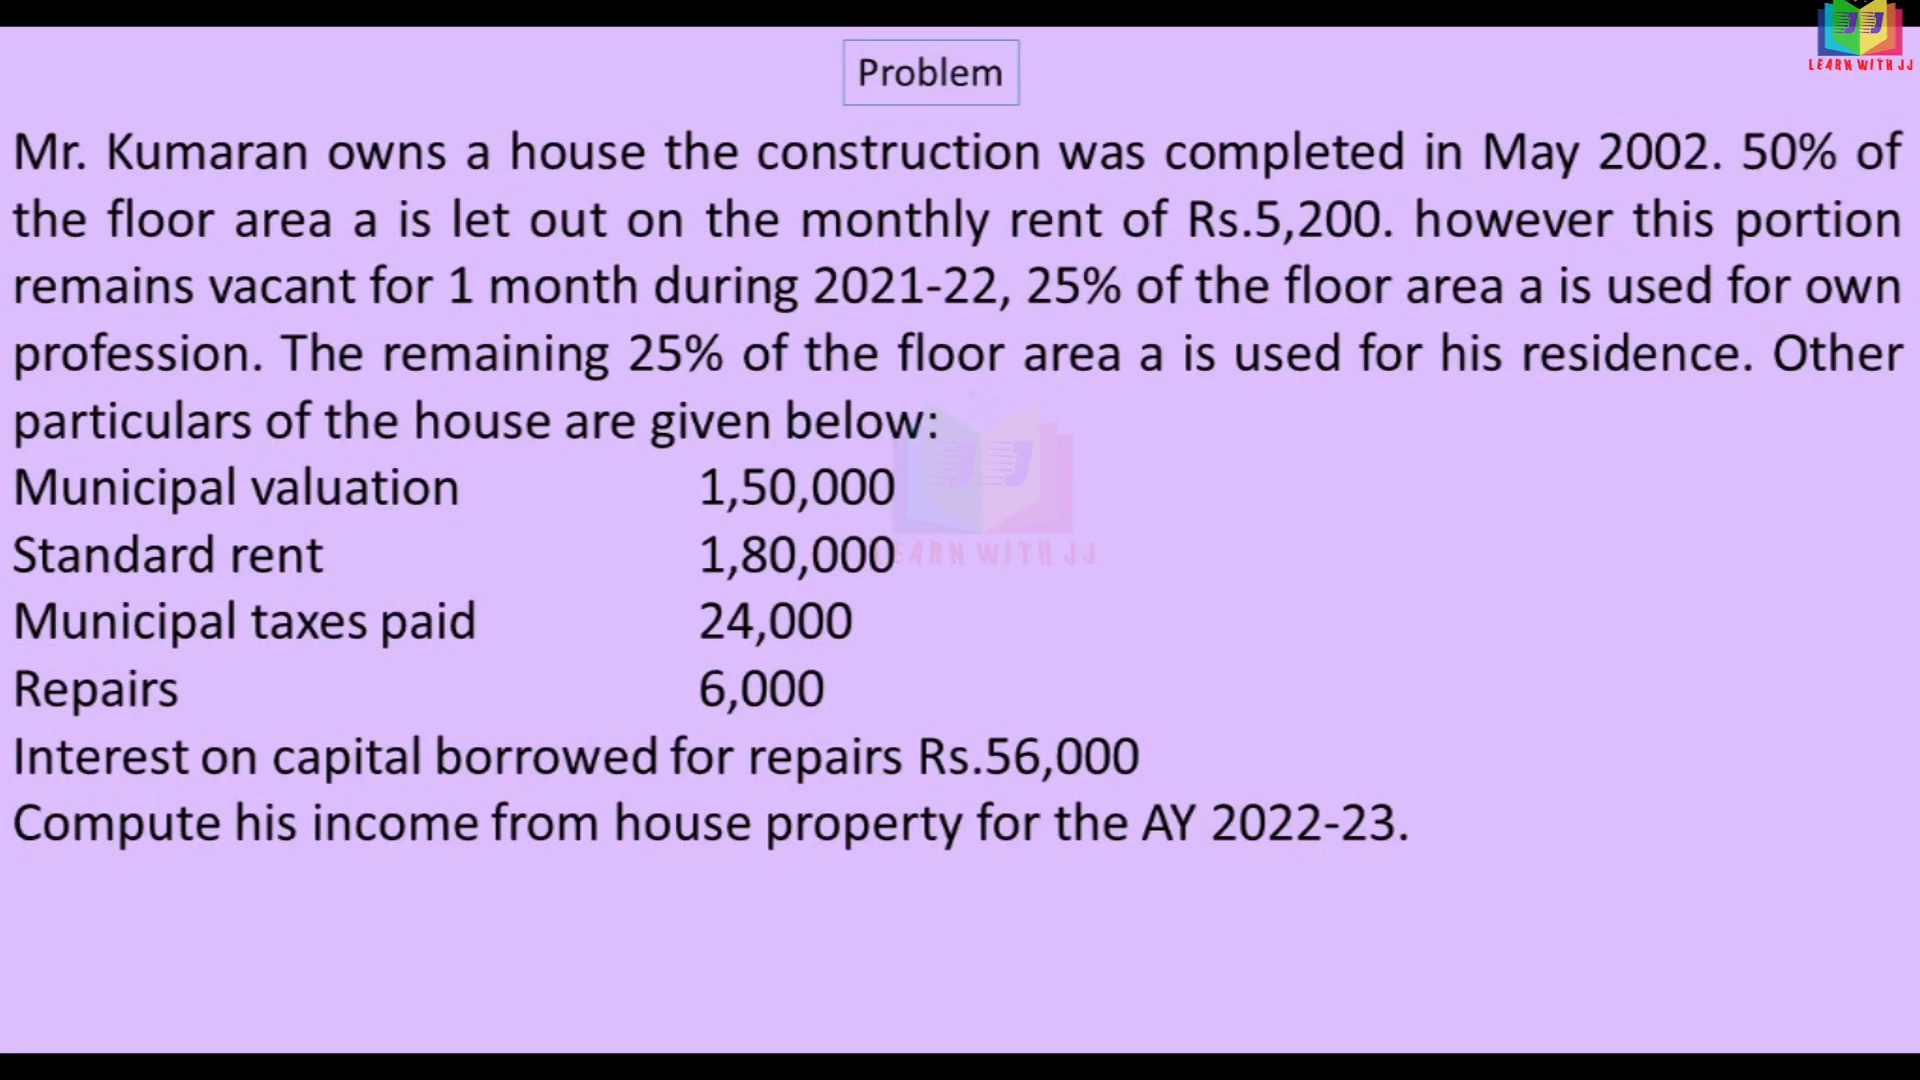 LEARN WITH JJ
Problem
Mr. Kumaran owns a house the construction was completed in May 2002. 50% of
the floor area a is let out on the monthly rent of Rs.5,200. however this portion
remains vacant for 1 month during 2021-22, 25% of the floor area a is used for own
profession. The remaining 25% of the floor area a is used for his residence. Other
particulars of the house are given below:
Municipal valuation 1,50,000
Standard rent 1,80,000
LEARN WITH JJ
Municipal taxes paid 24,000
Repairs 6,000
Interest on capital borrowed for repairs Rs.56,000
Compute his income from house property for the AY 2022-23.